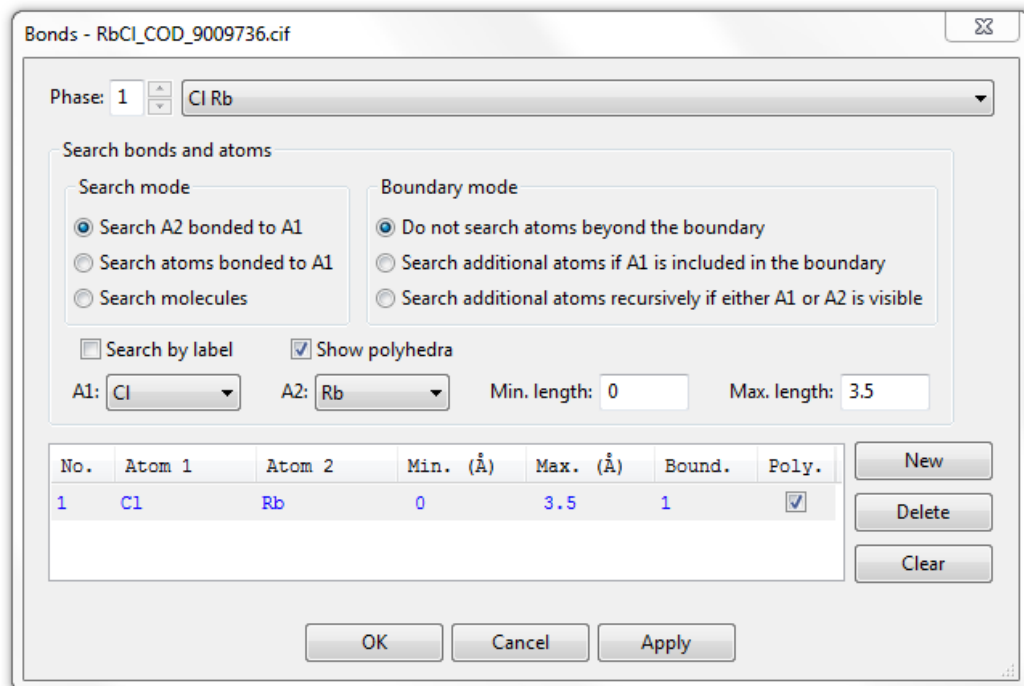 Bonds - RbCl_COD_9009736.cif
Phase: 1 Cl Rb
Search bonds and atoms
Search mode Boundary mode
Search A2 bonded to A1 Do not search atoms beyond the boundary
Search atoms bonded to A1 Search additional atoms if A1 is included in the boundary
Search molecules Search additional atoms recursively if either A1 or A2 is visible
Search by label Show polyhedra
A1: Cl A2: Rb Min. length: 0 Max. length: 3.5
No. Atom 1 Atom 2 Min. (Å) Max. (Å) Bound. Poly. New
1 Cl Rb 0 3.5 1
Delete
Clear
OK Cancel Apply